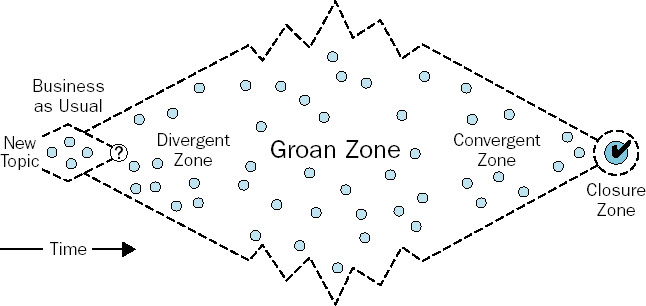 Business
as Usual
New
Topic
?
Divergent
Zone
Groan Zone
Convergent
Zone
Closure
Zone
Time